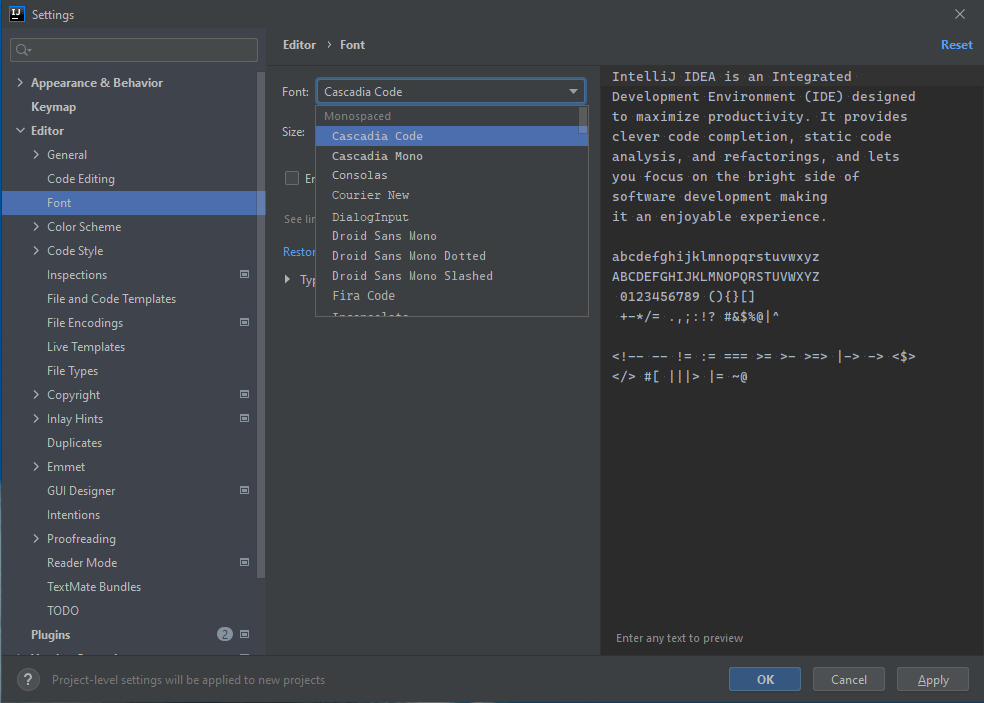 Settings
Editor › Font
Reset
Appearance & Behavior
Keymap
Editor
General
Code Editing
Font
Color Scheme
Code Style
Inspections
File and Code Templates
File Encodings
Live Templates
File Types
Copyright
Inlay Hints
Duplicates
Emmet
GUI Designer
Intentions
Proofreading
Reader Mode
TextMate Bundles
TODO
Plugins 2
Font: Cascadia Code
Size:
Monospaced
Cascadia Code
Cascadia Mono
Consolas
Courier New
DialogInput
Droid Sans Mono
Droid Sans Mono Dotted
Droid Sans Mono Slashed
Fira Code
See lin
Restor
Typ
IntelliJ IDEA is an Integrated
Development Environment (IDE) designed
to maximize productivity. It provides
clever code completion, static code
analysis, and refactorings, and lets
you focus on the bright side of
software development making
it an enjoyable experience.
abcdefghijklmnopqrstuvwxyz
ABCDEFGHIJKLMNOPQRSTUVWXYZ
0123456789 (){}[]
+-*/= .,;:!? #&$%@|^
<!-- -- != := === >= >- >=> |-> -> <$>
</> #[ |||> |= ~@
Enter any text to preview
? Project-level settings will be applied to new projects
OK
Cancel
Apply